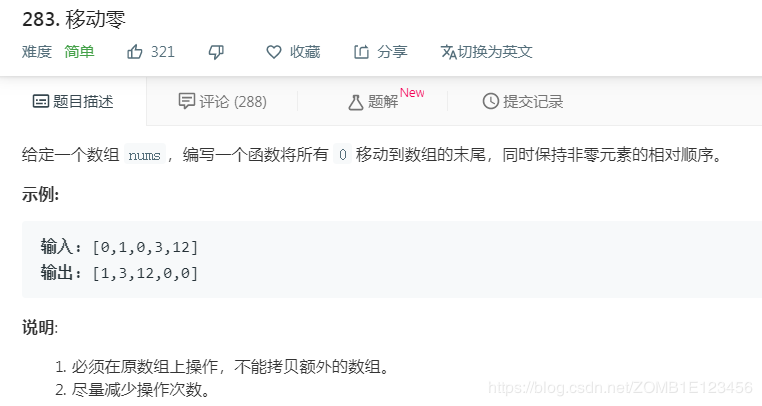 283. 移动零
难度 简单 321 收藏 分享 切换为英文
题目描述 评论 (288) 题解 New 提交记录
给定一个数组 nums，编写一个函数将所有 0 移动到数组的末尾，同时保持非零元素的相对顺序。
示例:
输入: [0,1,0,3,12]
输出: [1,3,12,0,0]
说明:
1. 必须在原数组上操作，不能拷贝额外的数组。
2. 尽量减少操作次数。
https://blog.csdn.net/ZOMB1E123456